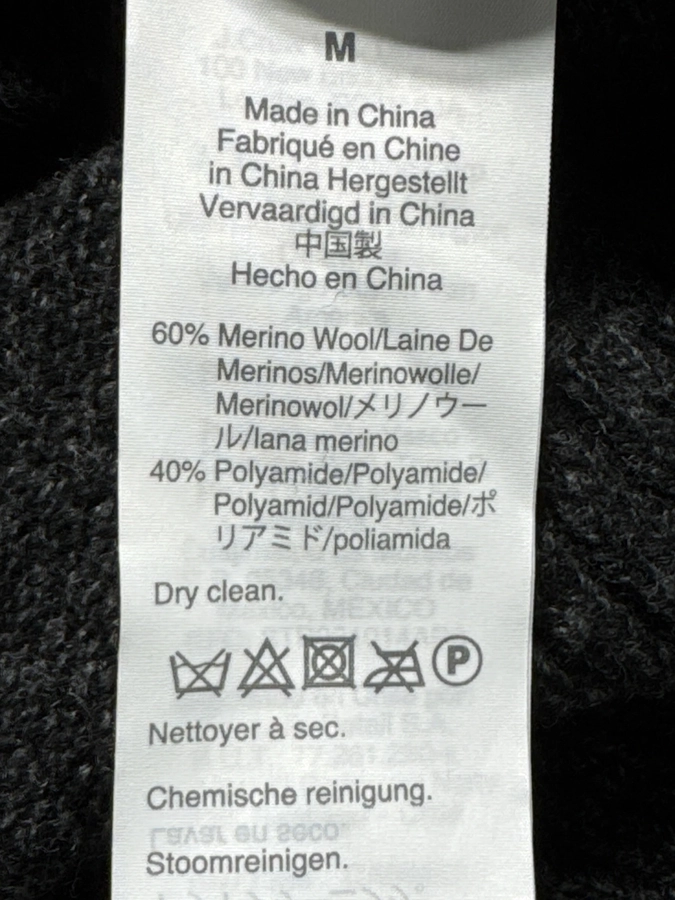 M
Made in China
Fabriqué en Chine
in China Hergestellt
Vervaardigd in China
中国製
Hecho en China
60% Merino Wool/Laine De
Merinos/Merinowolle/
Merinowol/メリノウー
ル/lana merino
40% Polyamide/Polyamide/
Polyamid/Polyamide/ポ
リアミド/poliamida
Dry clean.
P
Nettoyer à sec.
Chemische reinigung.
Stoomreinigen.